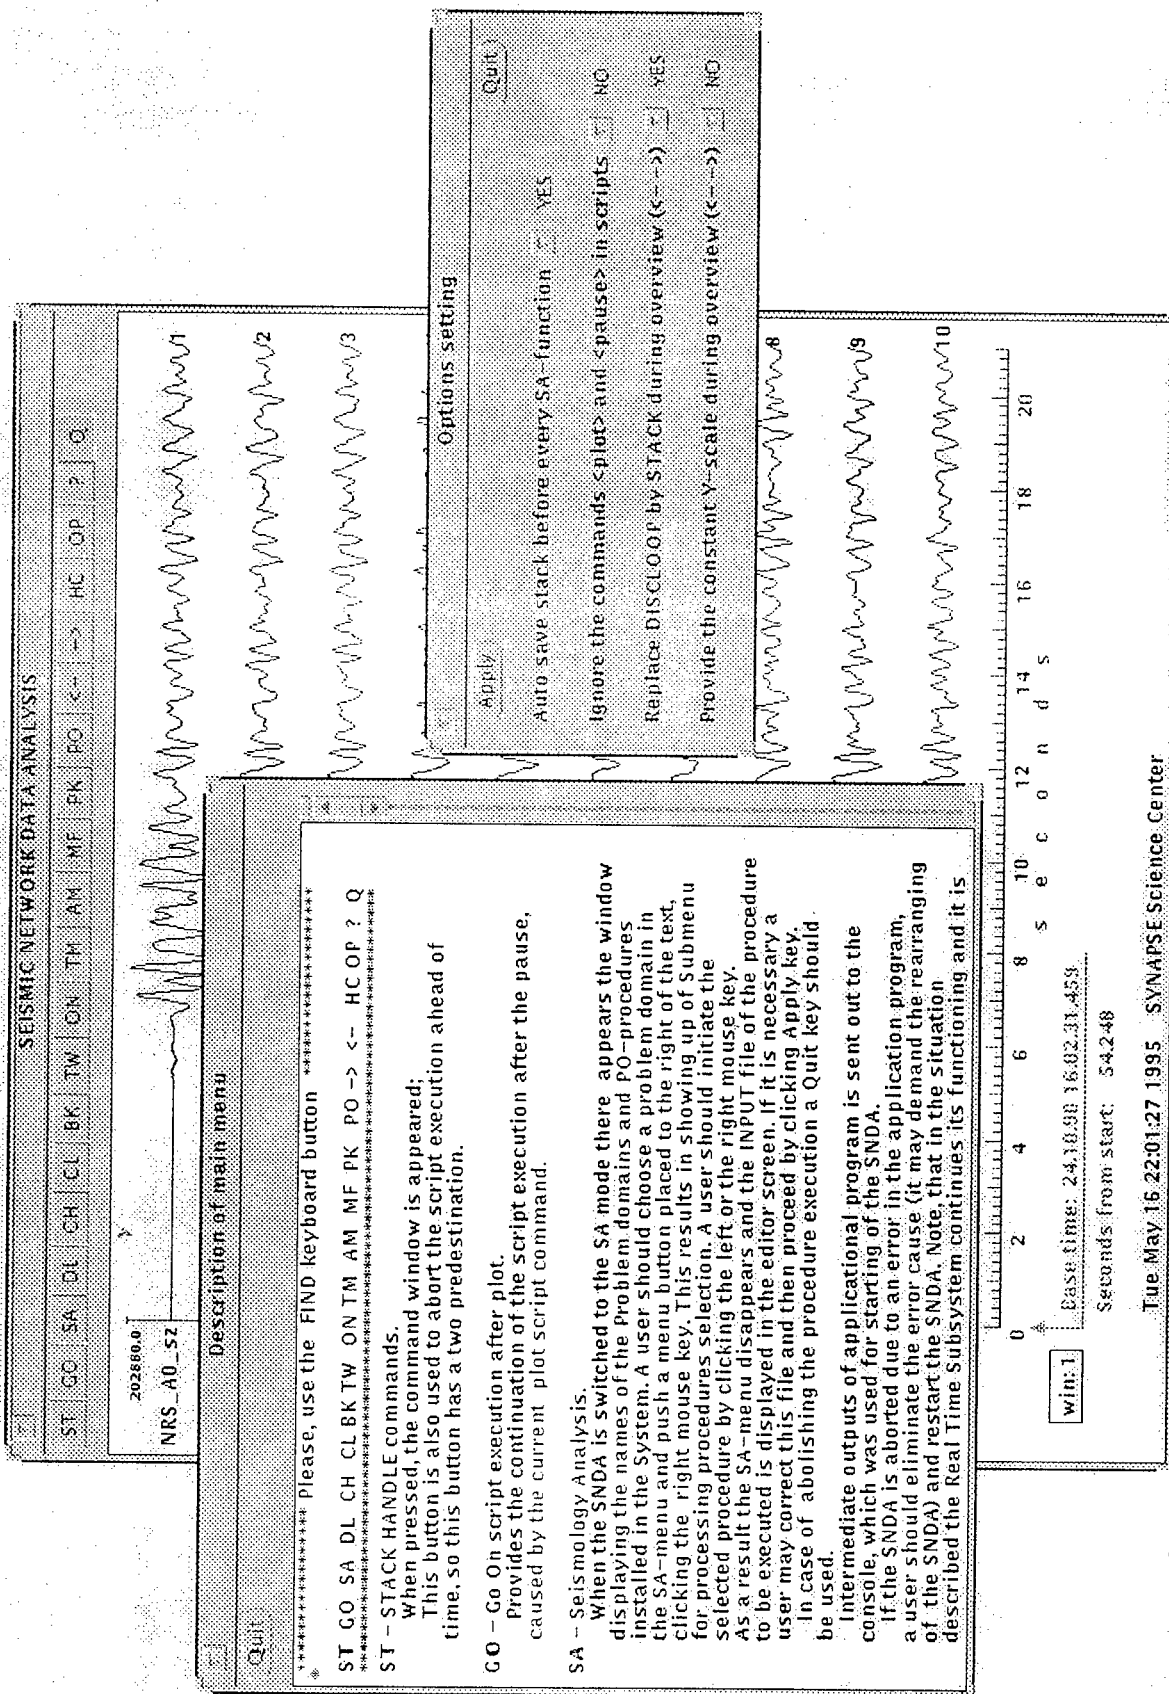 SEISMIC NETWORK DATA ANALYSIS
ST GO SA DL CH CL BK TW ON TM AM MF PK PO <-- --> HC OP ? Q
202880.0
NRS_A0_sz
1
2
3
8
9
10
Description of main menu
Quit
************* Please, use the FIND keyboard button *****************
ST GO SA DL CH CL BK TW ON TM AM MF PK PO -> <- HC OP ? Q
ST - STACK HANDLE commands.
When pressed, the command window is appeared;
This button is also used to abort the script execution ahead of
time, so this button has a two predestination.
GO - Go On script execution after plot.
Provides the continuation of the script execution after the pause,
caused by the current plot script command.
SA - Seismology Analysis.
When the SNDA is switched to the SA mode there appears the window
displaying the names of the Problem domains and PO-procedures
installed in the System. A user should choose a problem domain in
the SA-menu and push a menu button placed to the right of the text,
clicking the right mouse key. This results in showing up of Submenu
for processing procedures selection. A user should initiate the
selected procedure by clicking the left or the right mouse key.
As a result the SA-menu disappears and the INPUT file of the procedure
to be executed is displayed in the editor screen. If it is necessary a
user may correct this file and then proceed by clicking Apply key.
In case of abolishing the procedure execution a Quit key should
be used.
Intermediate outputs of applicational program is sent out to the
console, which was used for starting of the SNDA.
If the SNDA is aborted due to an error in the application program,
a user should eliminate the error cause (it may demand the rearranging
of the SNDA) and restart the SNDA. Note, that in the situation
described the Real Time Subsystem continues its functioning and it is
Options setting
Apply Quit
Auto save stack before every SA-function YES
Ignore the commands <plot> and <pause> in scripts NO
Replace DISCLOOP by STACK during overview (<-->) YES
Provide the constant Y-scale during overview (<-->) NO
0 2 4 6 8 10 12 14 16 18 20
s e c o n d s
win: 1
Base time: 24.10.90 16.02.31.459
Seconds from start: 54.248
Tue May 16 22:01:27 1995 SYNAPSE Science Center